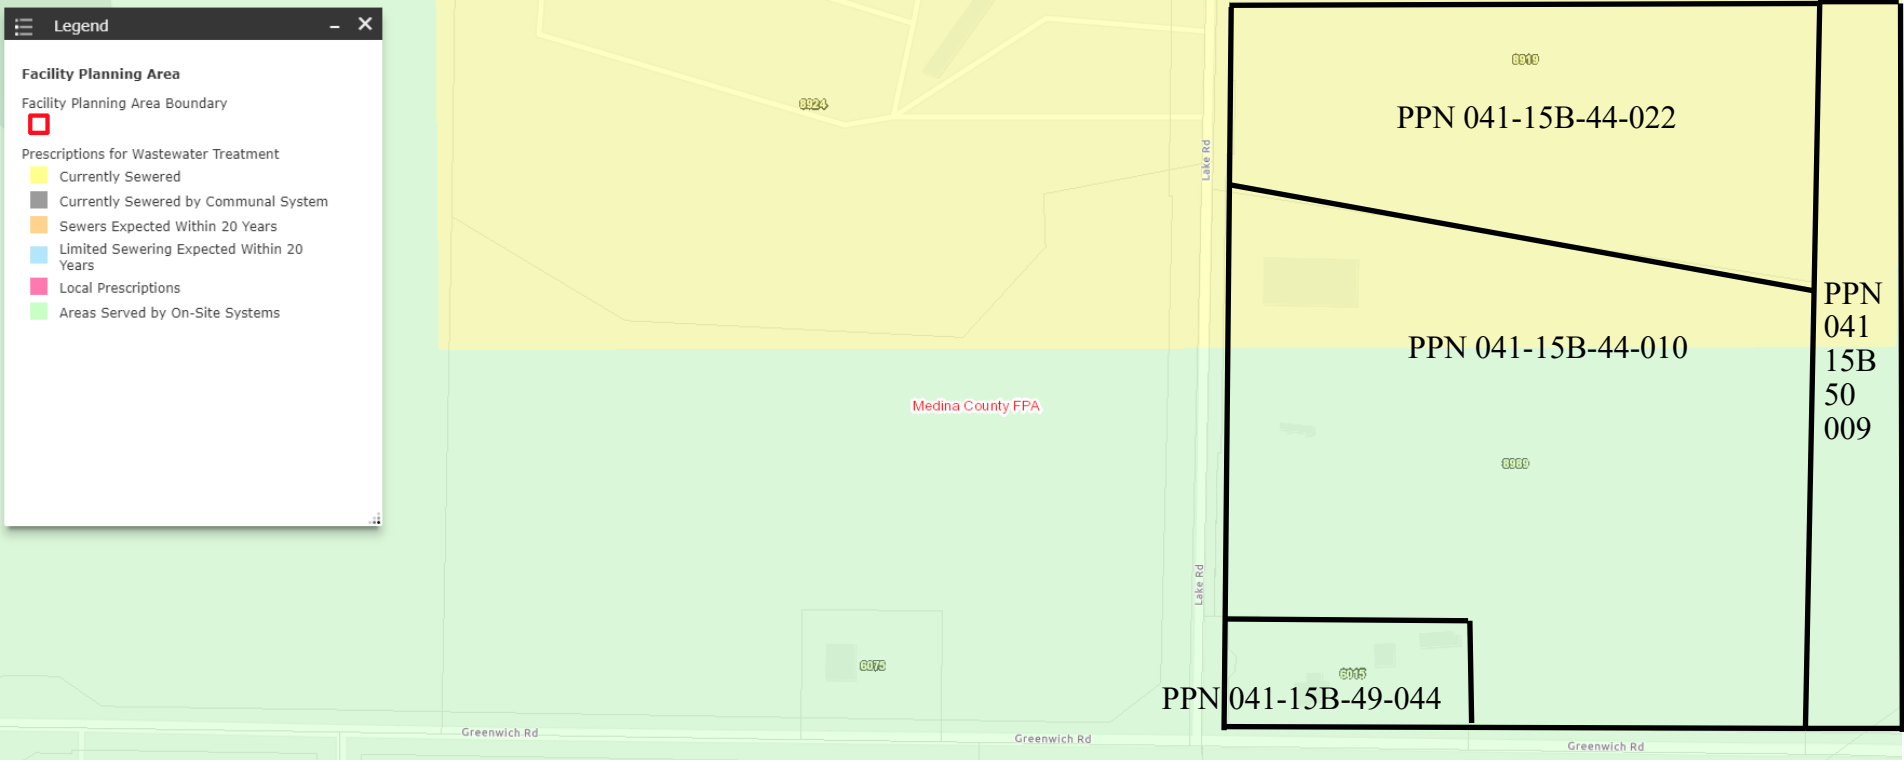 Legend
Facility Planning Area
Facility Planning Area Boundary
Prescriptions for Wastewater Treatment
Currently Sewered
Currently Sewered by Communal System
Sewers Expected Within 20 Years
Limited Sewering Expected Within 20
Years
Local Prescriptions
Areas Served by On-Site Systems
8919
8924
PPN 041-15B-44-022
Lake Rd
PPN
041
15B
50
009
PPN 041-15B-44-010
Medina County FPA
8989
Lake Rd
6075
6015
PPN 041-15B-49-044
Greenwich Rd
Greenwich Rd
Greenwich Rd